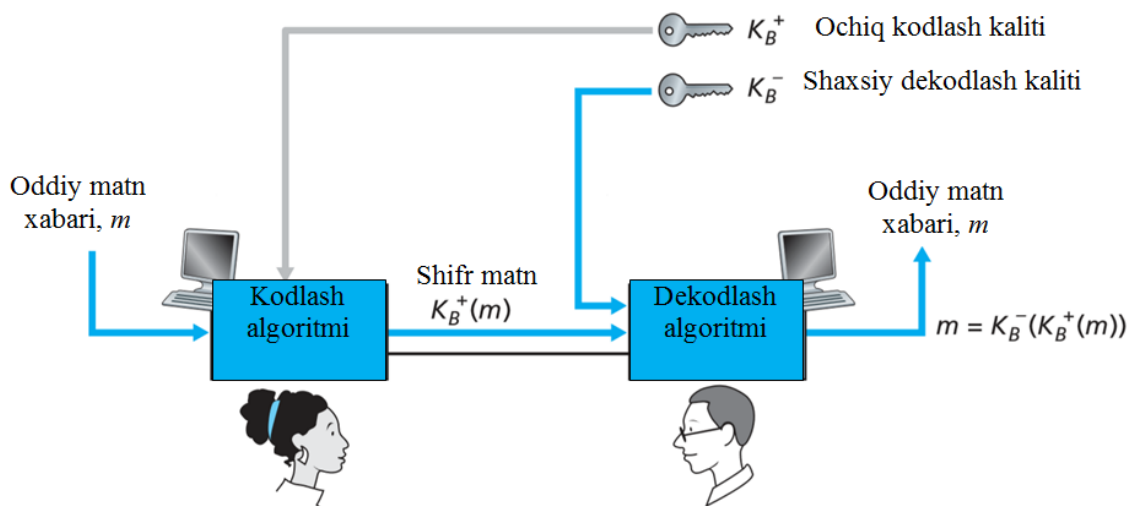 K_B^+ Ochiq kodlash kaliti
K_B^- Shaxsiy dekodlash kaliti
Oddiy matn
xabari, m
Oddiy matn
xabari, m
Kodlash
algoritmi
Shifr matn
K_B^+(m)
Dekodlash
algoritmi
m = K_B^-(K_B^+(m))